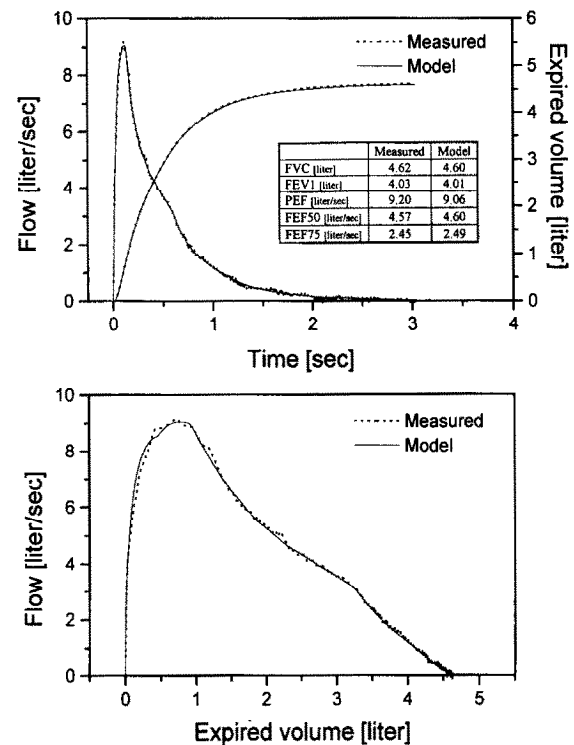 Measured
Model
Flow [liter/sec]
10
8
6
4
2
0
Expired volume [liter]
6
5
4
3
2
1
0
Measured Model
FVC [liter] 4.62 4.60
FEV1 [liter] 4.03 4.01
PEF [liter/sec] 9.20 9.06
FEF50 [liter/sec] 4.57 4.60
FEF75 [liter/sec] 2.45 2.49
0 1 2 3 4
Time [sec]
Measured
Model
Flow [liter/sec]
10
8
6
4
2
0
0 1 2 3 4 5
Expired volume [liter]